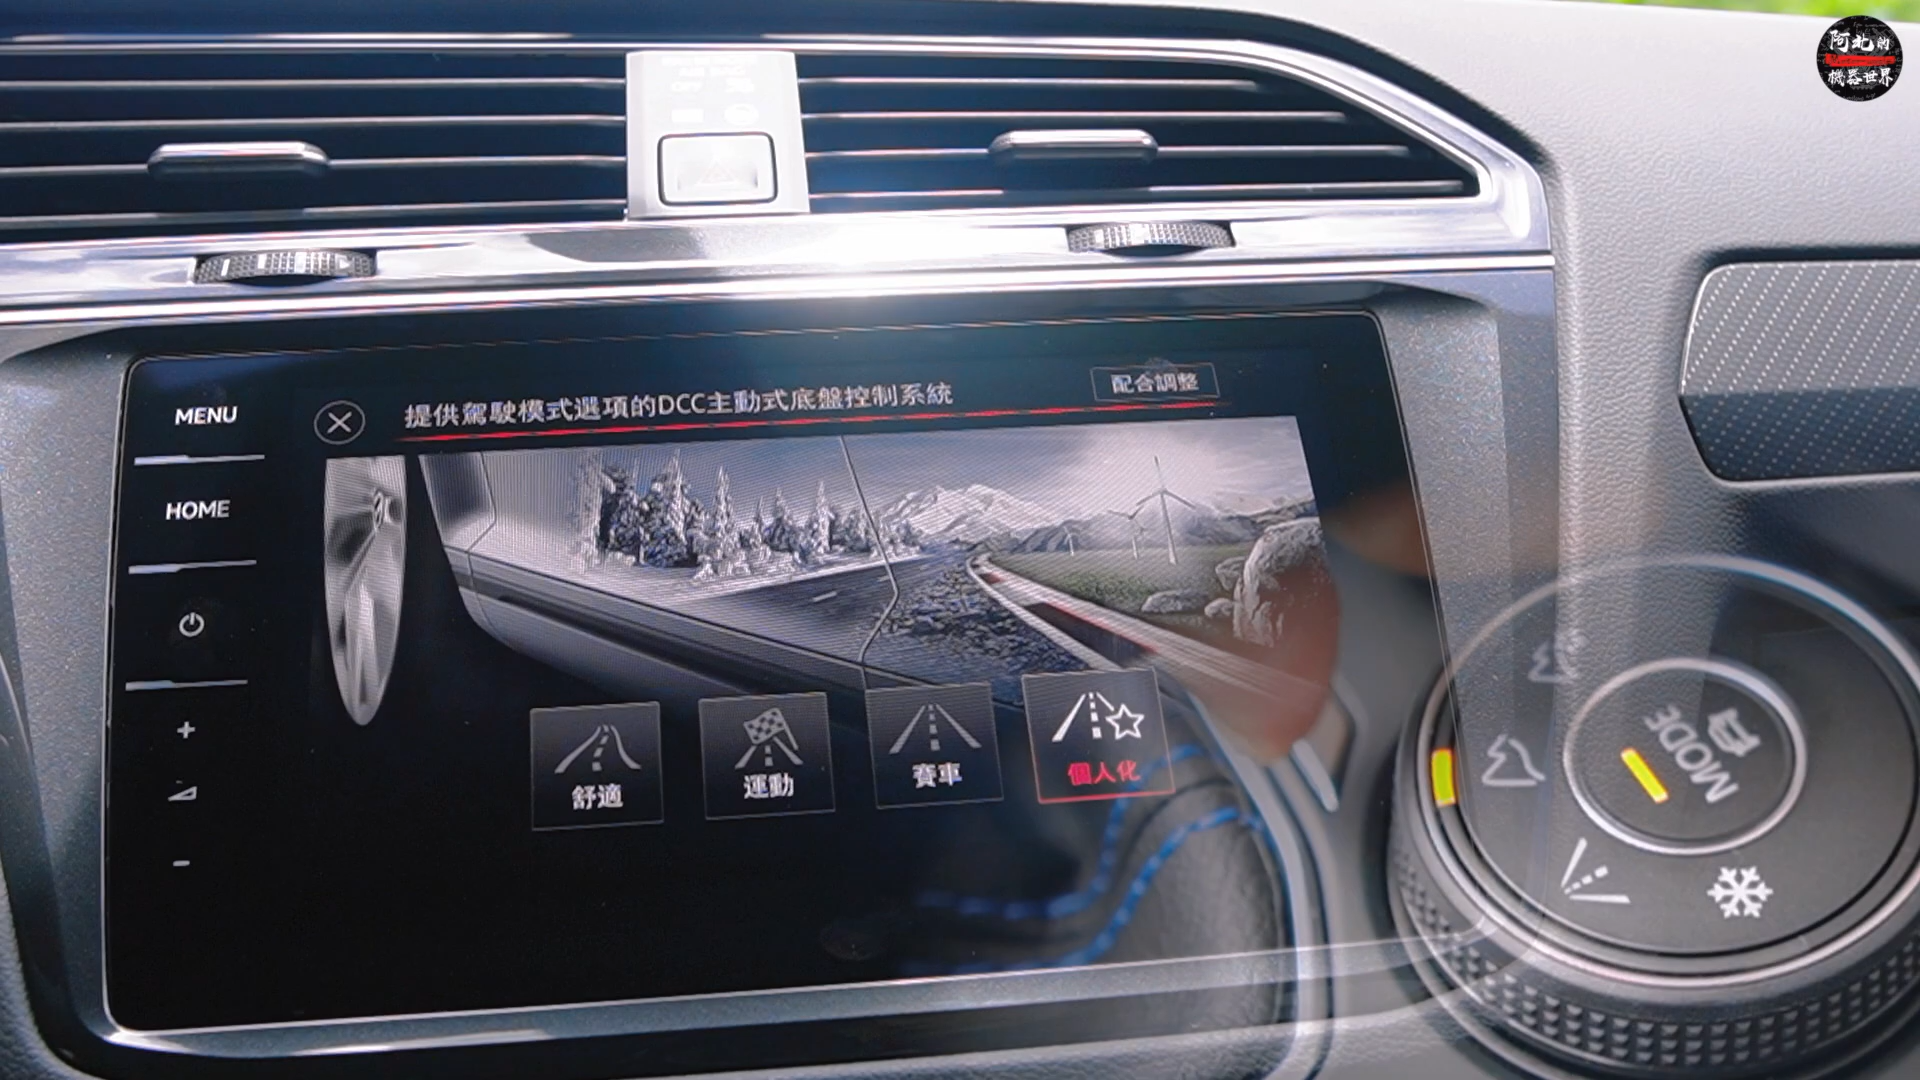 阿北的
機器世界
MENU
提供駕駛模式選項的DCC主動式底盤控制系統
配合調整
HOME
+
-
舒適
運動
賽車
個人化
MODE